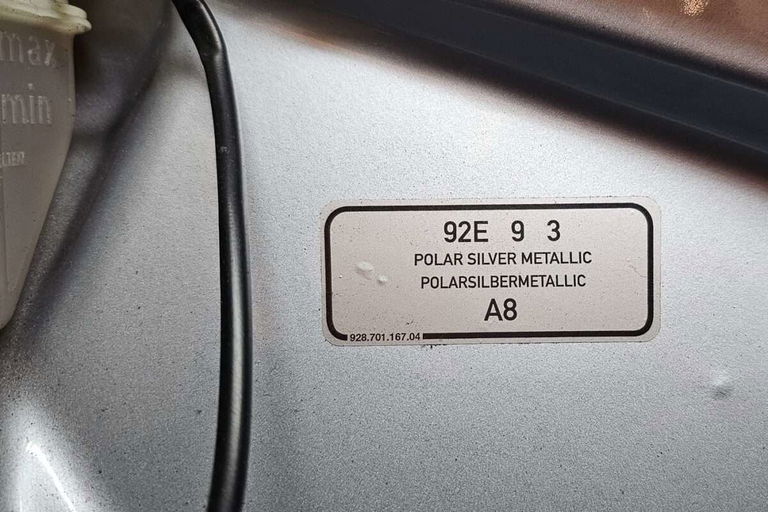 max
min
92E 9 3
POLAR SILVER METALLIC
POLARSILBERMETALLIC
A8
928.701.167.04